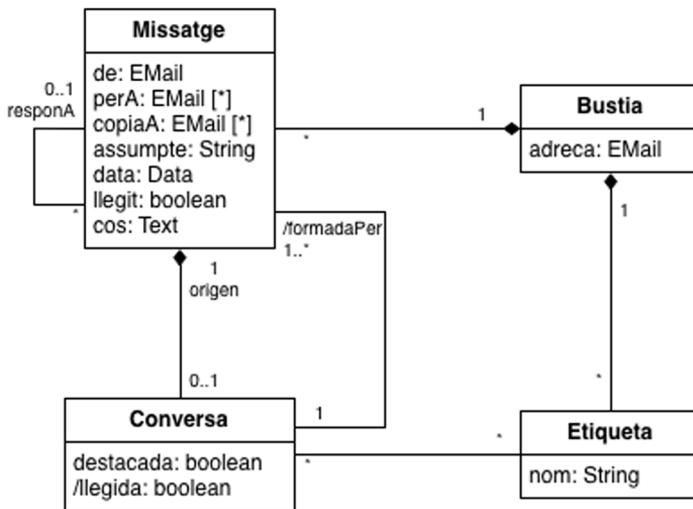 Missatge
de: EMail
perA: EMail [*]
copiaA: EMail [*]
assumpte: String
data: Data
llegit: boolean
cos: Text
0..1
responA
*
*
1
Bustia
adreca: EMail
1
*
/formadaPer
1..*
1
origen
0..1
1
Conversa
destacada: boolean
/llegida: boolean
*
*
Etiqueta
nom: String